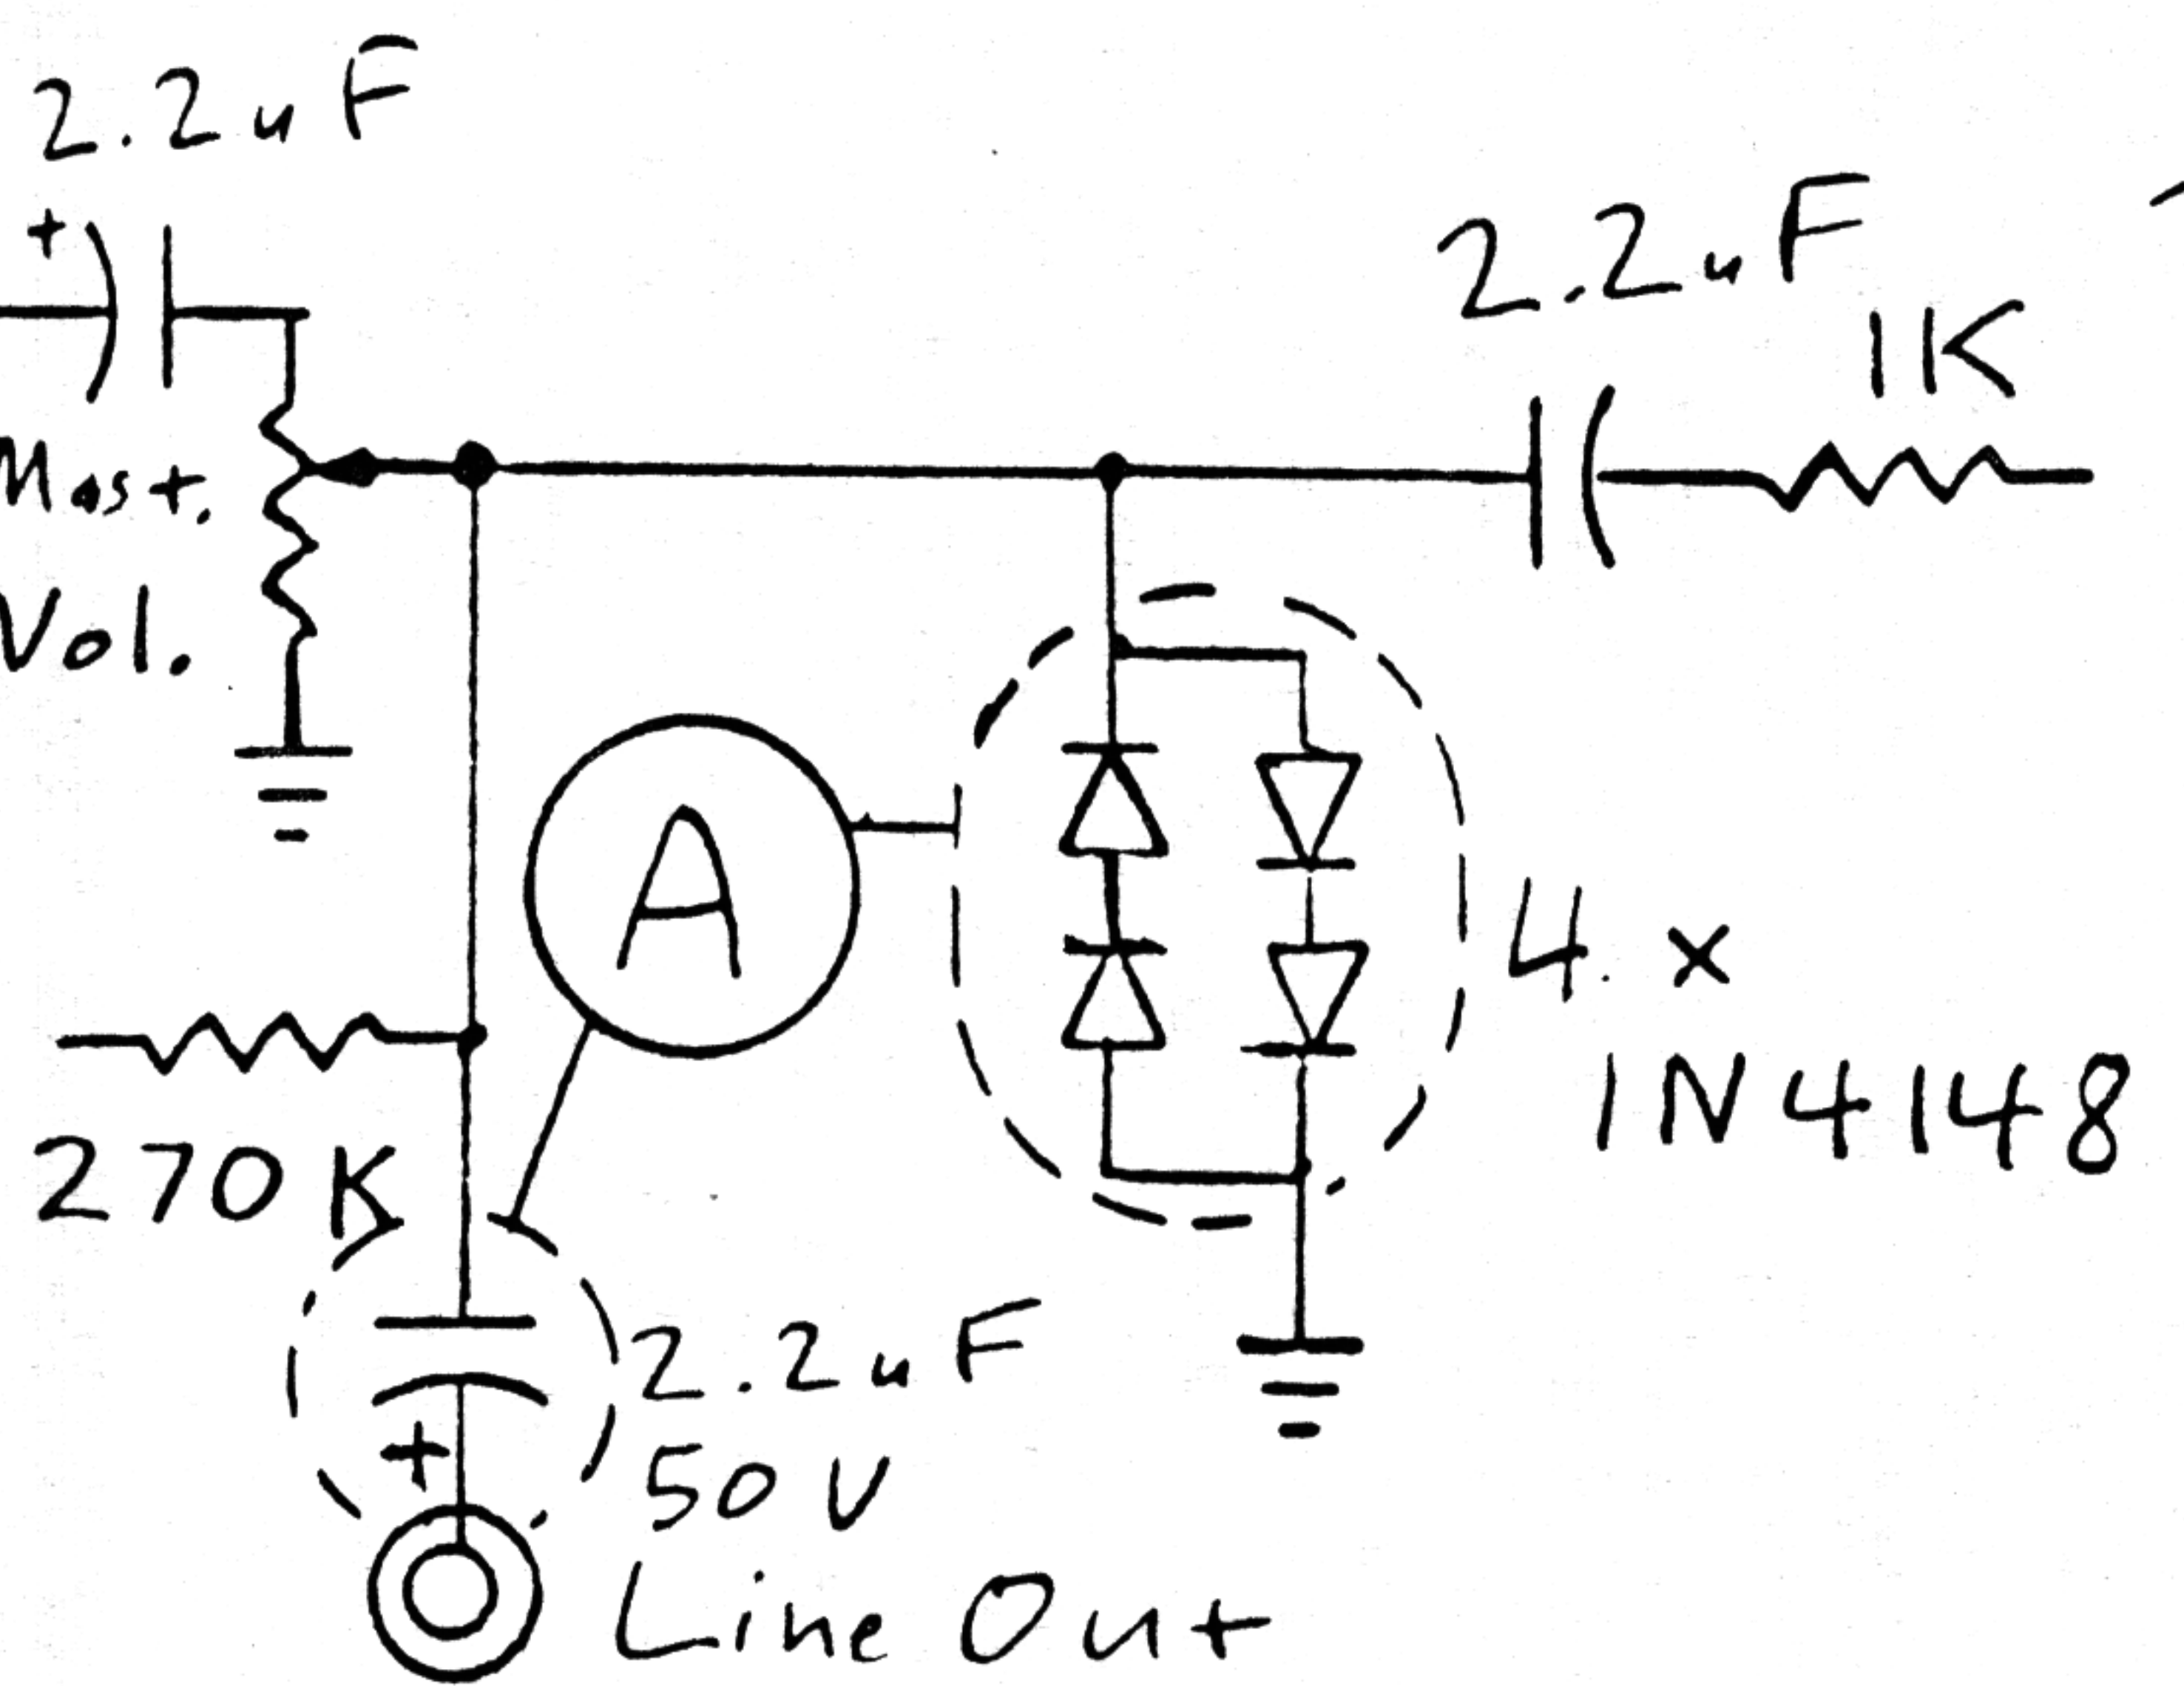 2.2uF
+
2.2uF
1K
Mast.
Vol.
A
4. x
1N4148
270K
2.2uF
50V
+
Line Out